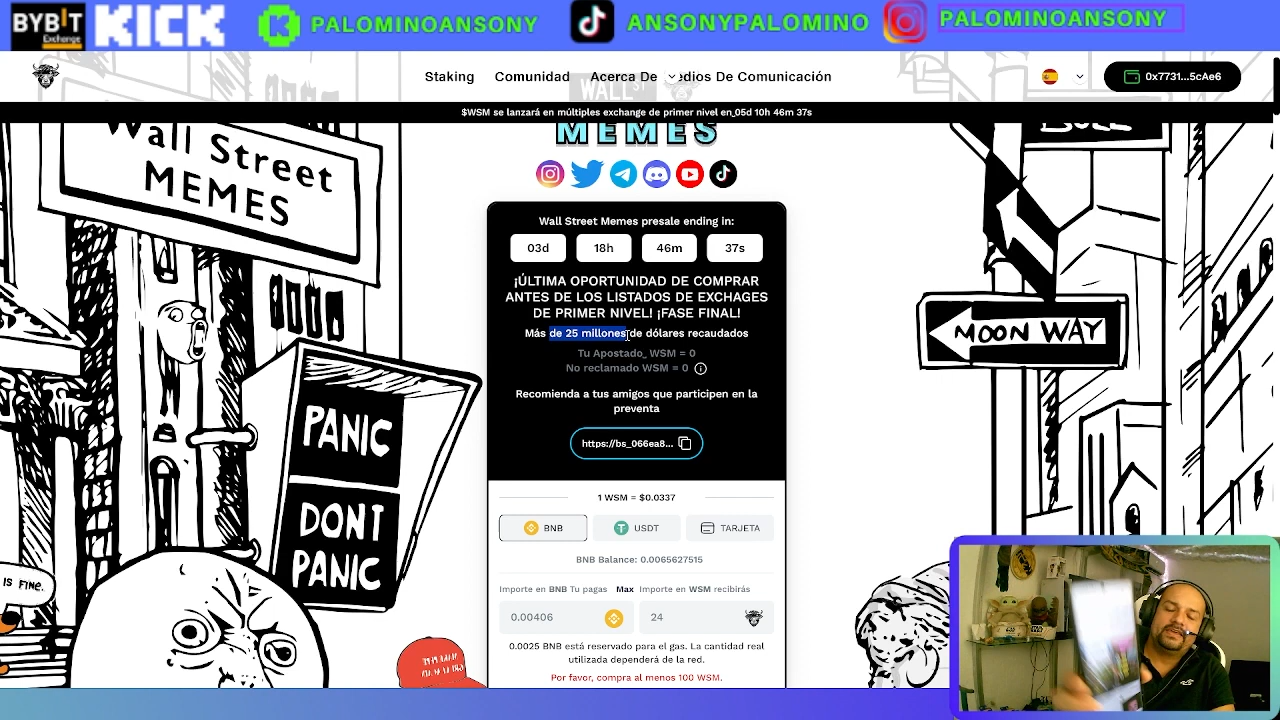 BYBIT
Exchange
KICK
PALOMINOANSONY
ANSONYPALOMINO
PALOMINOANSONY
Staking
Comunidad
Acerca De
edios De Comunicación
0x7731...5cAe6
WALL ST
$WSM se lanzará en múltiples exchange de primer nivel en_05d 10h 46m 37s
MEMES
Wall Street
MEMES
BULL
Wall Street Memes presale ending in:
03d
18h
46m
37s
¡ÚLTIMA OPORTUNIDAD DE COMPRAR
ANTES DE LOS LISTADOS DE EXCHAGES
DE PRIMER NIVEL! ¡FASE FINAL!
Más de 25 millones de dólares recaudados
Tu Apostado_ WSM = 0
No reclamado WSM = 0
Recomienda a tus amigos que participen en la
preventa
https://bs_066ea8...
MOON WAY
PANIC
DONT
PANIC
IS FINE.
1 WSM = $0.0337
BNB
USDT
TARJETA
BNB Balance: 0.0065627515
Importe en BNB Tu pagas
Max
Importe en WSM recibirás
0.00406
24
0.0025 BNB está reservado para el gas. La cantidad real
utilizada dependerá de la red.
Por favor, compra al menos 100 WSM.